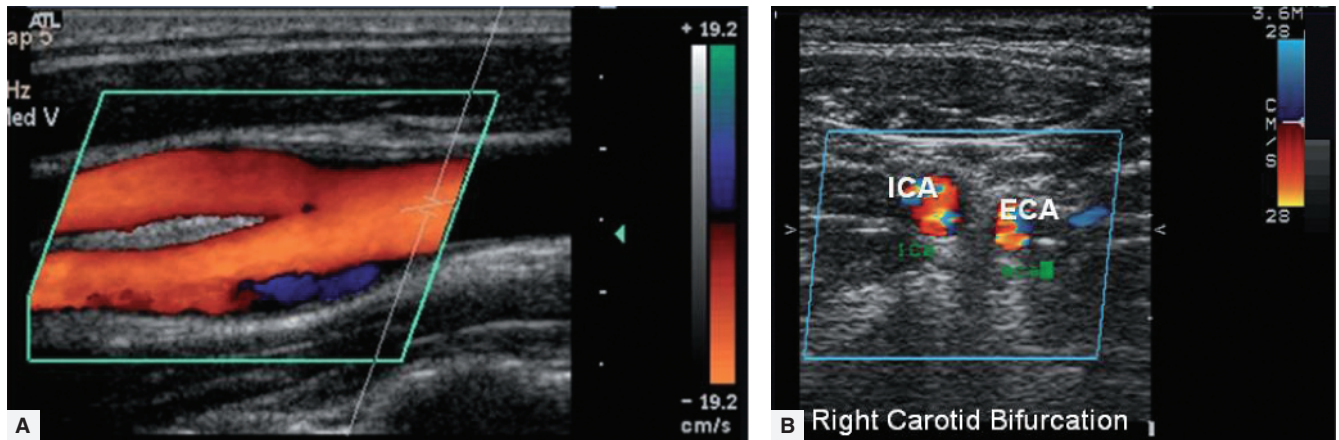 ATL
ap 5
Hz
led V
+ 19.2
- 19.2
cm/s
A
3.6M
28
C
M
/
S
28
ICA
ECA
ICA
B Right Carotid Bifurcation